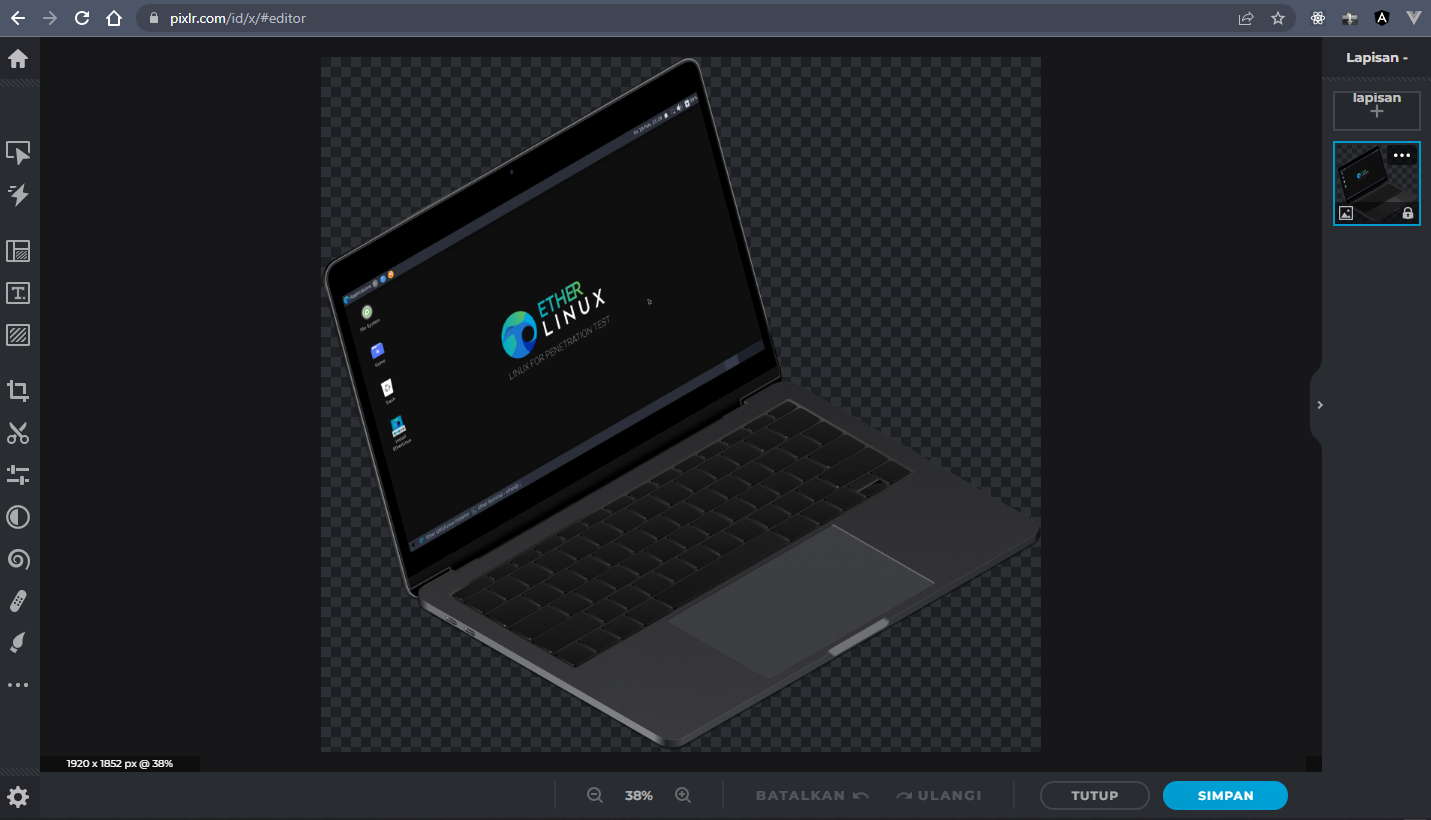 pixlr.com/id/x/#editor
Lapisan -
lapisan
Applications
File System
Home
Trash
Install
EtherLinux
ETHER
LINUX
LINUX FOR PENETRATION TEST
1920 x 1852 px @ 38%
38%
BATALKAN
ULANGI
TUTUP
SIMPAN